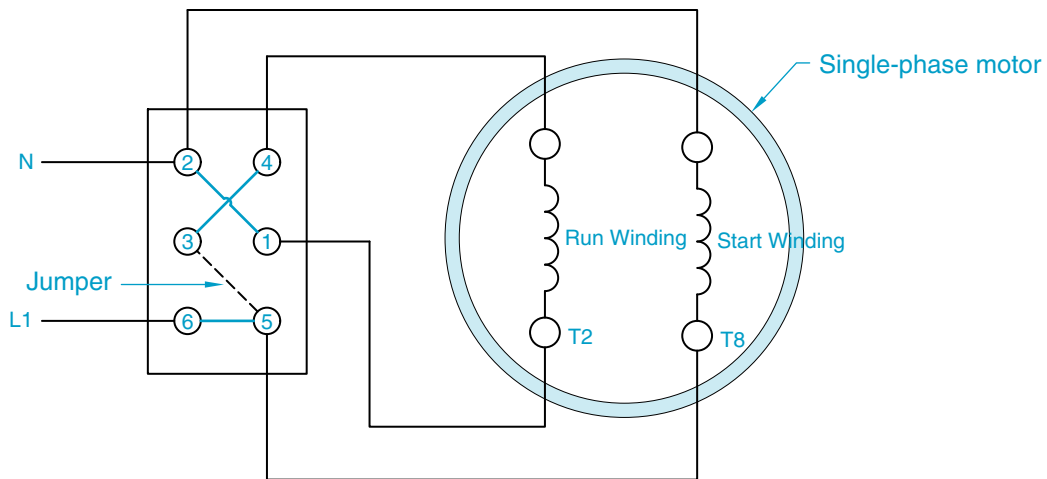 Single-phase motor
N
2
4
3
1
Run Winding
Start Winding
Jumper
L1
6
5
T2
T8